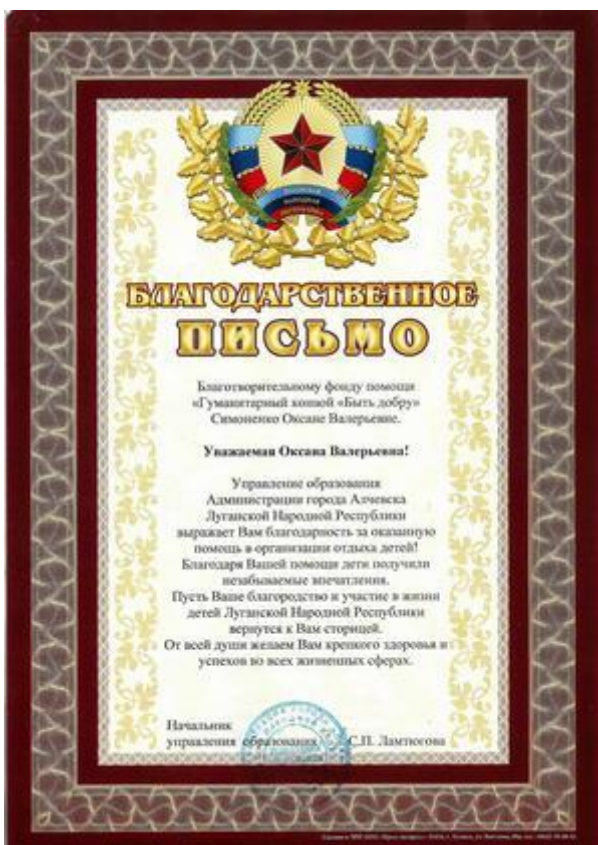 БЛАГОДАРСТВЕННОЕ
ПИСЬМО
Благотворительному фонду помощи
«Гуманитарный конвой «Быть добру»
Симоненко Оксане Валерьевне.
Уважаемая Оксана Валерьевна!
Управление образования
Администрации города Алчевска
Луганской Народной Республики
выражает Вам благодарность за оказанную
помощь в организации отдыха детей!
Благодаря Вашей помощи дети получили
незабываемые впечатления.
Пусть Ваше благородство и участие в жизни
детей Луганской Народной Республики
вернутся к Вам сторицей.
От всей души желаем Вам крепкого здоровья и
успехов во всех жизненных сферах.
Начальник
управления образования С.П. Ламтюгова